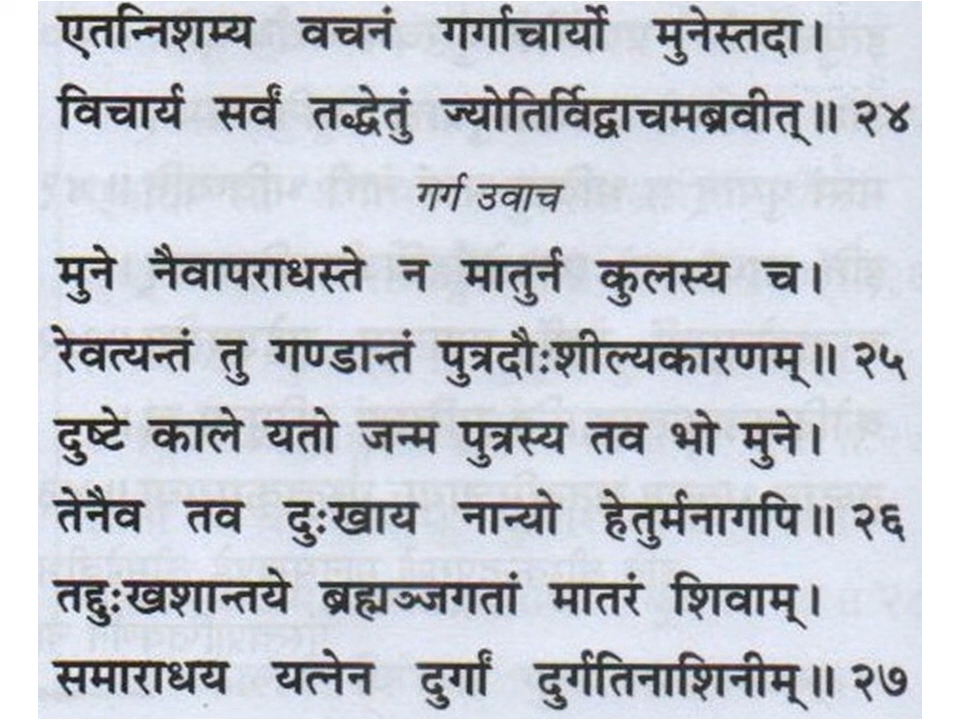 एतन्निशम्य वचनं गर्गाचार्यो मुनेस्तदा।
विचार्य सर्वं तद्धेतुं ज्योतिर्विद्वाचमब्रवीत्॥ २४
गर्ग उवाच
मुने नैवापराधस्ते न मातुर्न कुलस्य च।
रेवत्यन्तं तु गण्डान्तं पुत्रदौःशील्यकारणम्॥ २५
दुष्टे काले यतो जन्म पुत्रस्य तव भो मुने।
तेनैव तव दुःखाय नान्यो हेतुर्मनागपि॥ २६
तद्दुःखशान्तये ब्रह्मञ्जगतां मातरं शिवाम्।
समाराधय यत्नेन दुर्गां दुर्गतिनाशिनीम्॥ २७